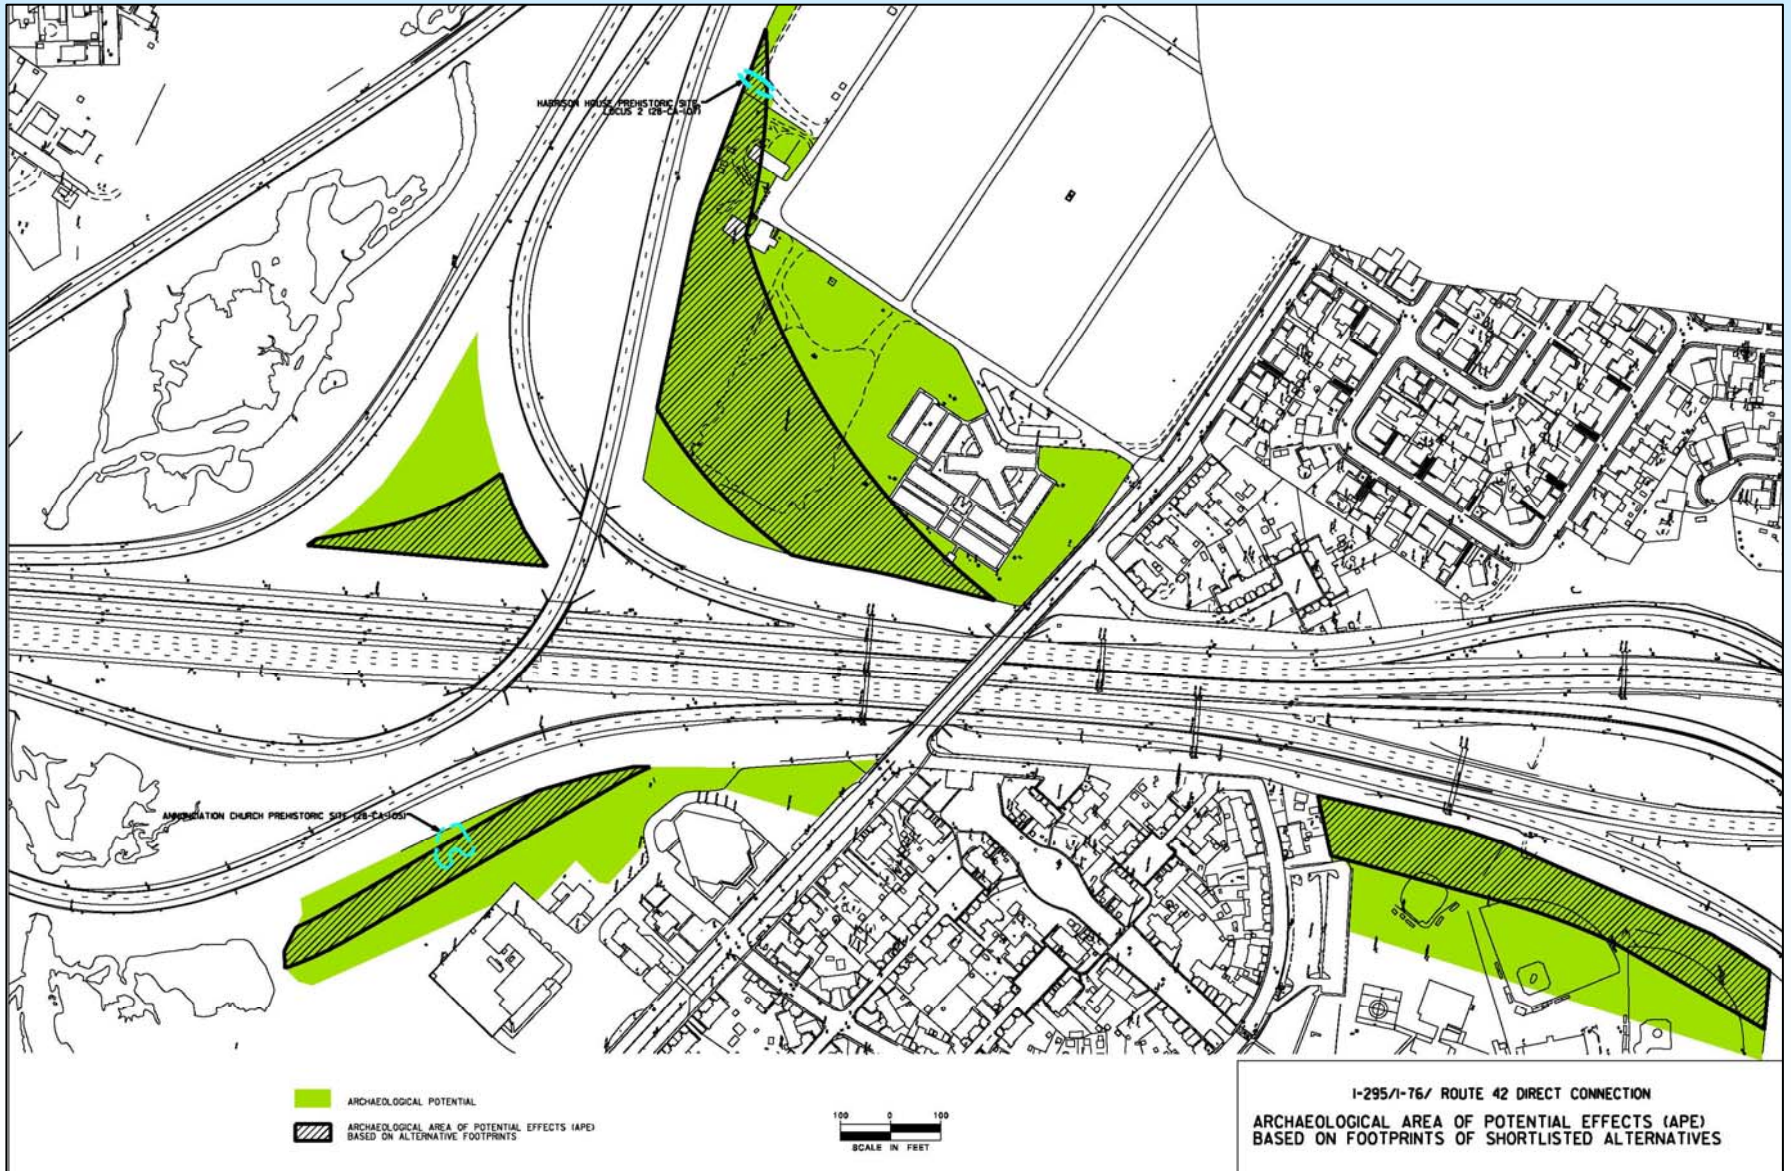 HARRISON HOUSE PREHISTORIC SITE,
LOCUS 2 (28-CA-107)
ANNUNCIATION CHURCH PREHISTORIC SITE (28-CA-105)
ARCHAEOLOGICAL POTENTIAL
ARCHAEOLOGICAL AREA OF POTENTIAL EFFECTS (APE)
BASED ON ALTERNATIVE FOOTPRINTS
100 0 100
SCALE IN FEET
I-295/I-76/ ROUTE 42 DIRECT CONNECTION
ARCHAEOLOGICAL AREA OF POTENTIAL EFFECTS (APE)
BASED ON FOOTPRINTS OF SHORTLISTED ALTERNATIVES